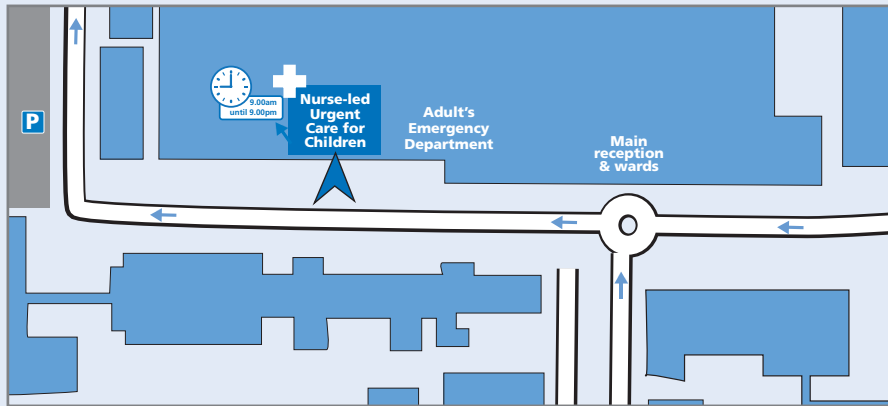 9.00am
until 9.00pm
P
Nurse-led
Urgent
Care for
Children
Adult's
Emergency
Department
Main
reception
& wards